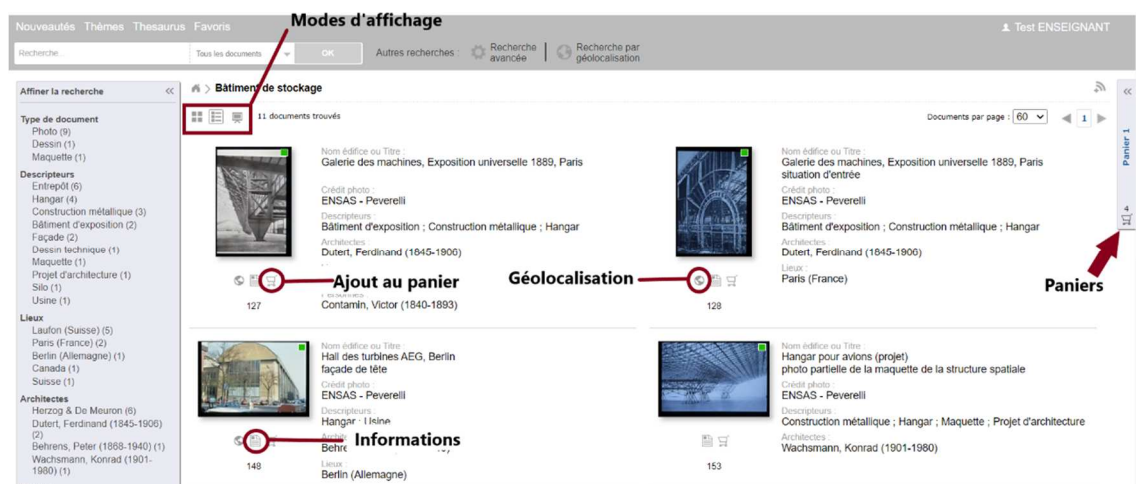 Modes d'affichage
Nouveautés Thèmes Thesaurus Favoris
Test ENSEIGNANT
Recherche...
Tous les documents
OK
Autres recherches :
Recherche avancée
Recherche par géolocalisation
Affiner la recherche
Type de document
Photo (9)
Dessin (1)
Maquette (1)
Descripteurs
Entrepôt (6)
Hangar (4)
Construction métallique (3)
Bâtiment d'exposition (2)
Façade (2)
Dessin technique (1)
Maquette (1)
Projet d'architecture (1)
Silo (1)
Usine (1)
Lieux
Laufon (Suisse) (5)
Paris (France) (2)
Berlin (Allemagne) (1)
Canada (1)
Suisse (1)
Architectes
Herzog & De Meuron (6)
Dutert, Ferdinand (1845-1906)
(2)
Behrens, Peter (1868-1940) (1)
Wachsmann, Konrad (1901-
1980) (1)
> Bâtiment de stockage
11 documents trouvés
Documents par page : 60
1
Nom édifice ou Titre :
Galerie des machines, Exposition universelle 1889, Paris
Crédit photo :
ENSAS - Peverelli
Descripteurs :
Bâtiment d'exposition ; Construction métallique ; Hangar
Architectes :
Dutert, Ferdinand (1845-1906)
Ajout au panier
Contamin, Victor (1840-1893)
127
Nom édifice ou Titre :
Galerie des machines, Exposition universelle 1889, Paris
situation d'entrée
Crédit photo :
ENSAS - Peverelli
Descripteurs :
Bâtiment d'exposition ; Construction métallique ; Hangar
Architectes :
Dutert, Ferdinand (1845-1906)
Lieux :
Paris (France)
Géolocalisation
128
Nom édifice ou Titre :
Hall des turbines AEG, Berlin
façade de tête
Crédit photo :
ENSAS - Peverelli
Descripteurs :
Hangar ; Usine
Informations
148
Lieux :
Berlin (Allemagne)
Nom édifice ou Titre :
Hangar pour avions (projet)
photo partielle de la maquette de la structure spatiale
Crédit photo :
ENSAS - Peverelli
Descripteurs :
Construction métallique ; Hangar ; Maquette ; Projet d'architecture
Architectes :
Wachsmann, Konrad (1901-1980)
153
Panier 1
4
Paniers